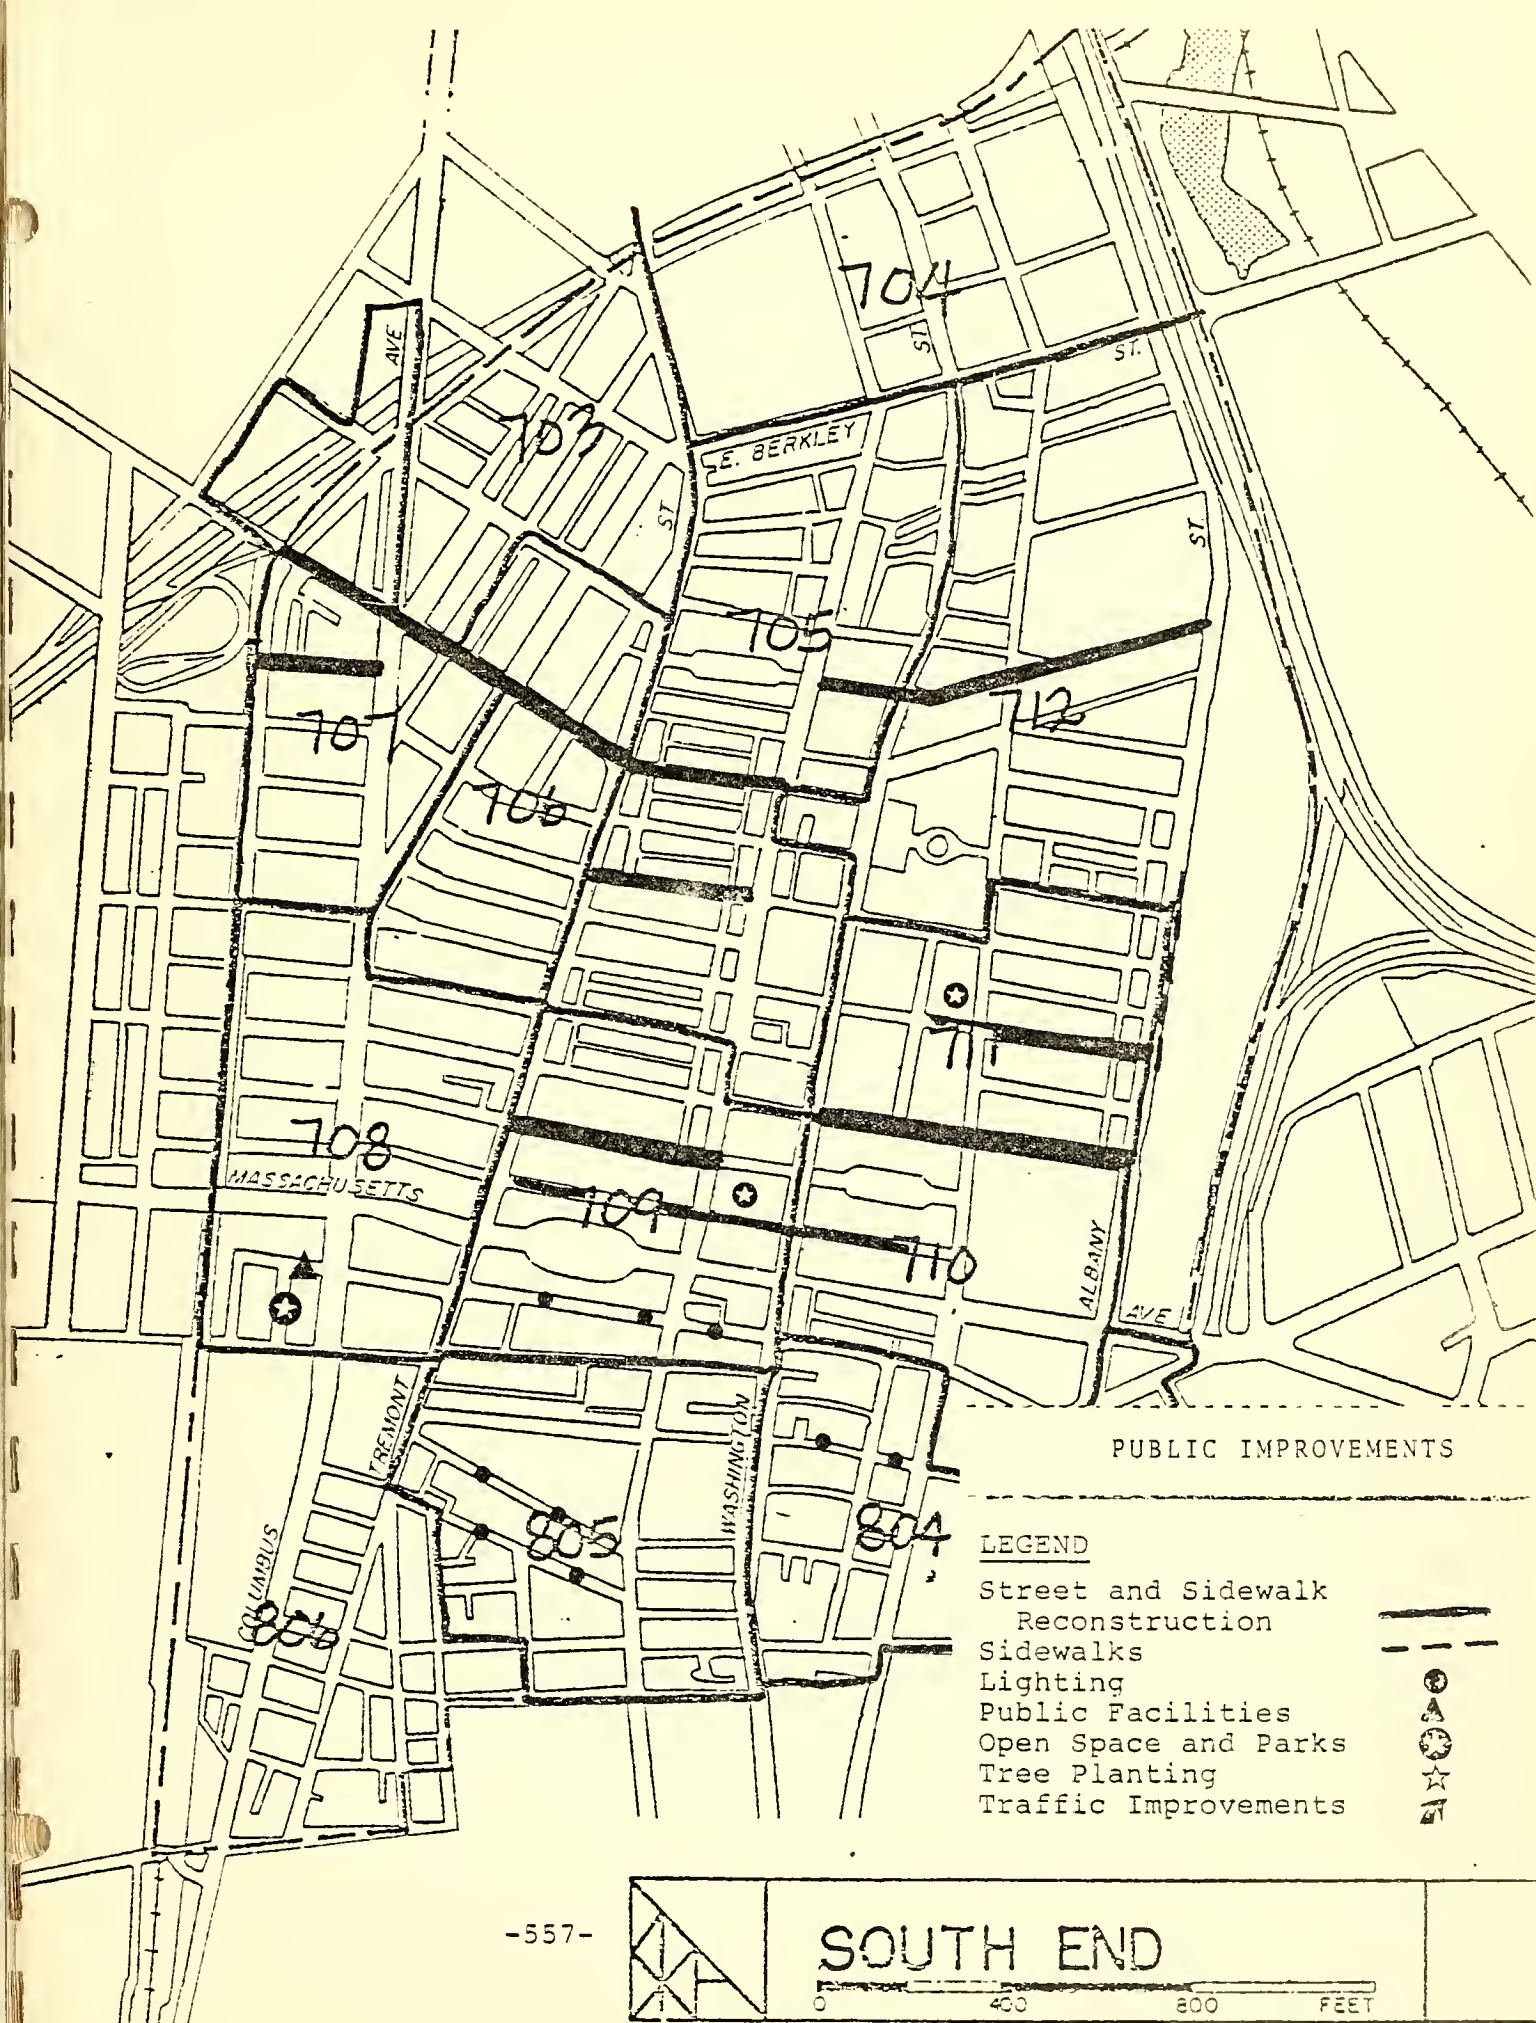 704
AVE
ST.
ST.
703
E. BERKLEY
ST
ST.
705
712
707
706
711
708
MASSACHUSETTS
709
710
ALBANY
AVE
TREMONT
WASHINGTON
PUBLIC IMPROVEMENTS
COLUMBUS
805
804
LEGEND
Street and Sidewalk
Reconstruction
806
Sidewalks
Lighting
Public Facilities
Open Space and Parks
Tree Planting
Traffic Improvements
-557-
SOUTH END
0 400 800 FEET